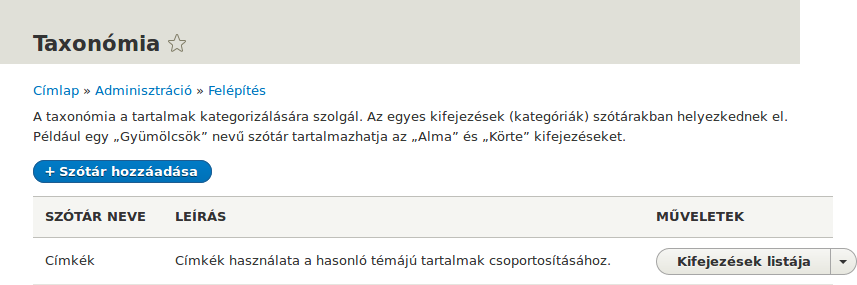 Taxonómia
Címlap » Adminisztráció » Felépítés
A taxonómia a tartalmak kategorizálására szolgál. Az egyes kifejezések (kategóriák) szótárakban helyezkednek el.
Például egy „Gyümölcsök” nevű szótár tartalmazhatja az „Alma” és „Körte” kifejezéseket.
+ Szótár hozzáadása
SZÓTÁR NEVE LEÍRÁS MŰVELETEK
Címkék Címkék használata a hasonló témájú tartalmak csoportosításához. Kifejezések listája